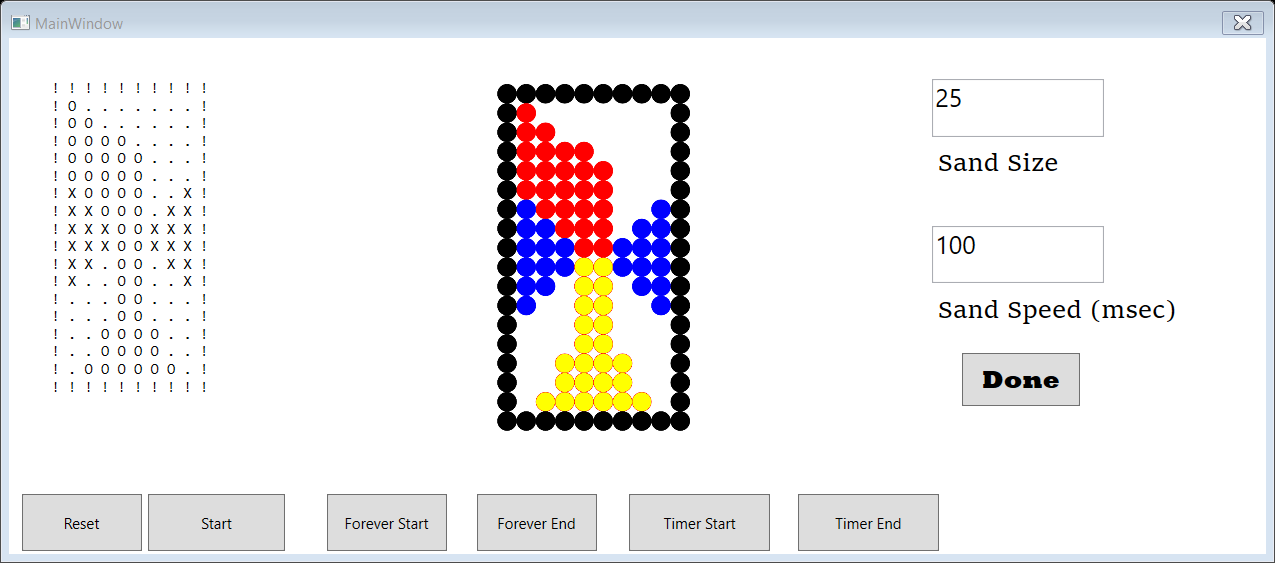 MainWindow
! ! ! ! ! ! ! ! ! !
! O . . . . . . . !
! O O . . . . . . !
! O O O O . . . . !
! O O O O O . . . !
! O O O O O . . . !
! X O O O O . . X !
! X X O O O . X X !
! X X X O O X X X !
! X X X O O X X X !
! X X . O O . X X !
! X . . O O . . X !
! . . . O O . . . !
! . . . O O . . . !
! . . O O O O . . !
! . . O O O O . . !
! . O O O O O O . !
! ! ! ! ! ! ! ! ! !
25
Sand Size
100
Sand Speed (msec)
Done
Reset
Start
Forever Start
Forever End
Timer Start
Timer End